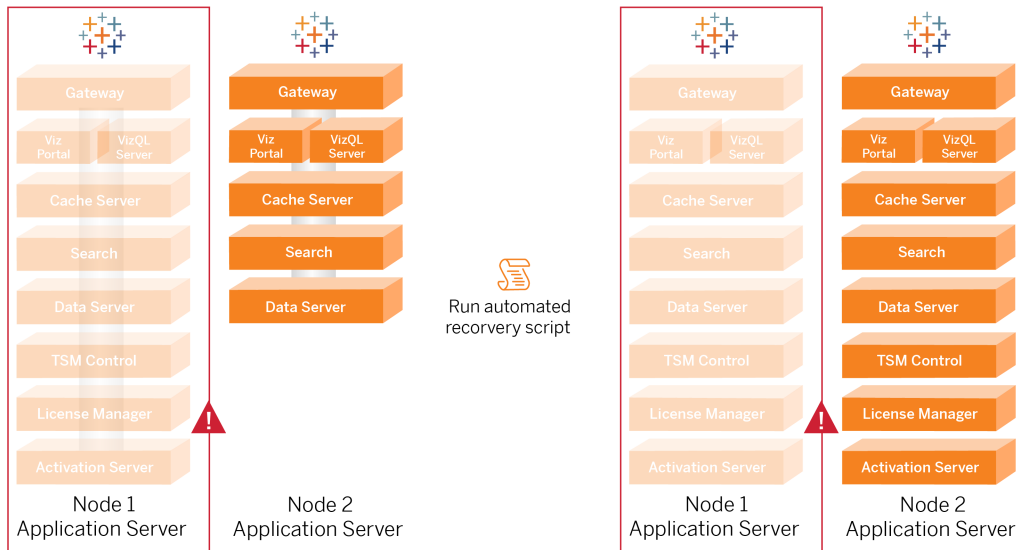 Gateway
Viz
Portal
VizQL
Server
Cache Server
Search
Data Server
TSM Control
License Manager
!
Activation Server
Node 1
Application Server
Gateway
Viz
Portal
VizQL
Server
Cache Server
Search
Data Server
Node 2
Application Server
Run automated
recorvery script
Gateway
Viz
Portal
VizQL
Server
Cache Server
Search
Data Server
TSM Control
License Manager
!
Activation Server
Node 1
Application Server
Gateway
Viz
Portal
VizQL
Server
Cache Server
Search
Data Server
TSM Control
License Manager
Activation Server
Node 2
Application Server